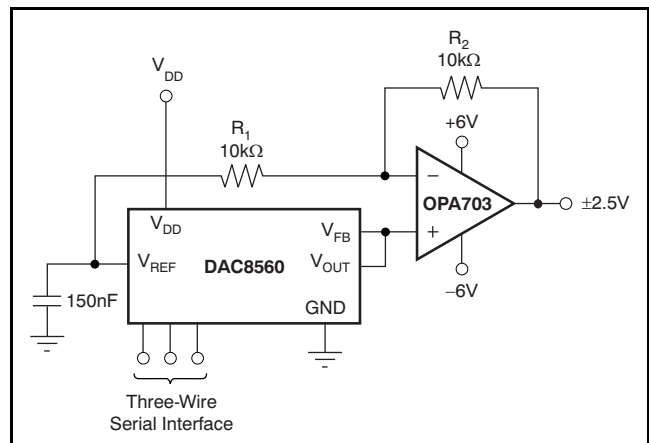 R2
10kΩ
VDD
R1
10kΩ
+6V
−
OPA703
±2.5V
+
−6V
VDD
VFB
VREF
DAC8560
VOUT
150nF
GND
Three-Wire
Serial Interface